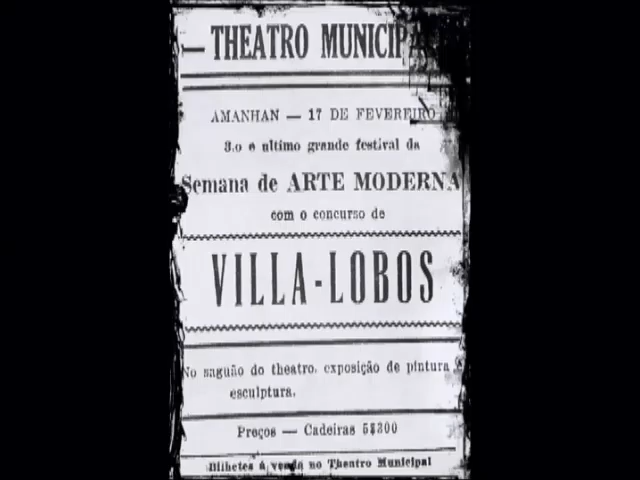 — THEATRO MUNICIPA
AMANHAN — 17 DE FEVEREIRO
3.o e ultimo grande festival da
Semana de ARTE MODERNA
com o concurso de
VILLA-LOBOS
No saguão do theatro, exposição de pintura e
esculptura.
Preços — Cadeiras 5$300
Bilhetes á venda no Theatro Municipal